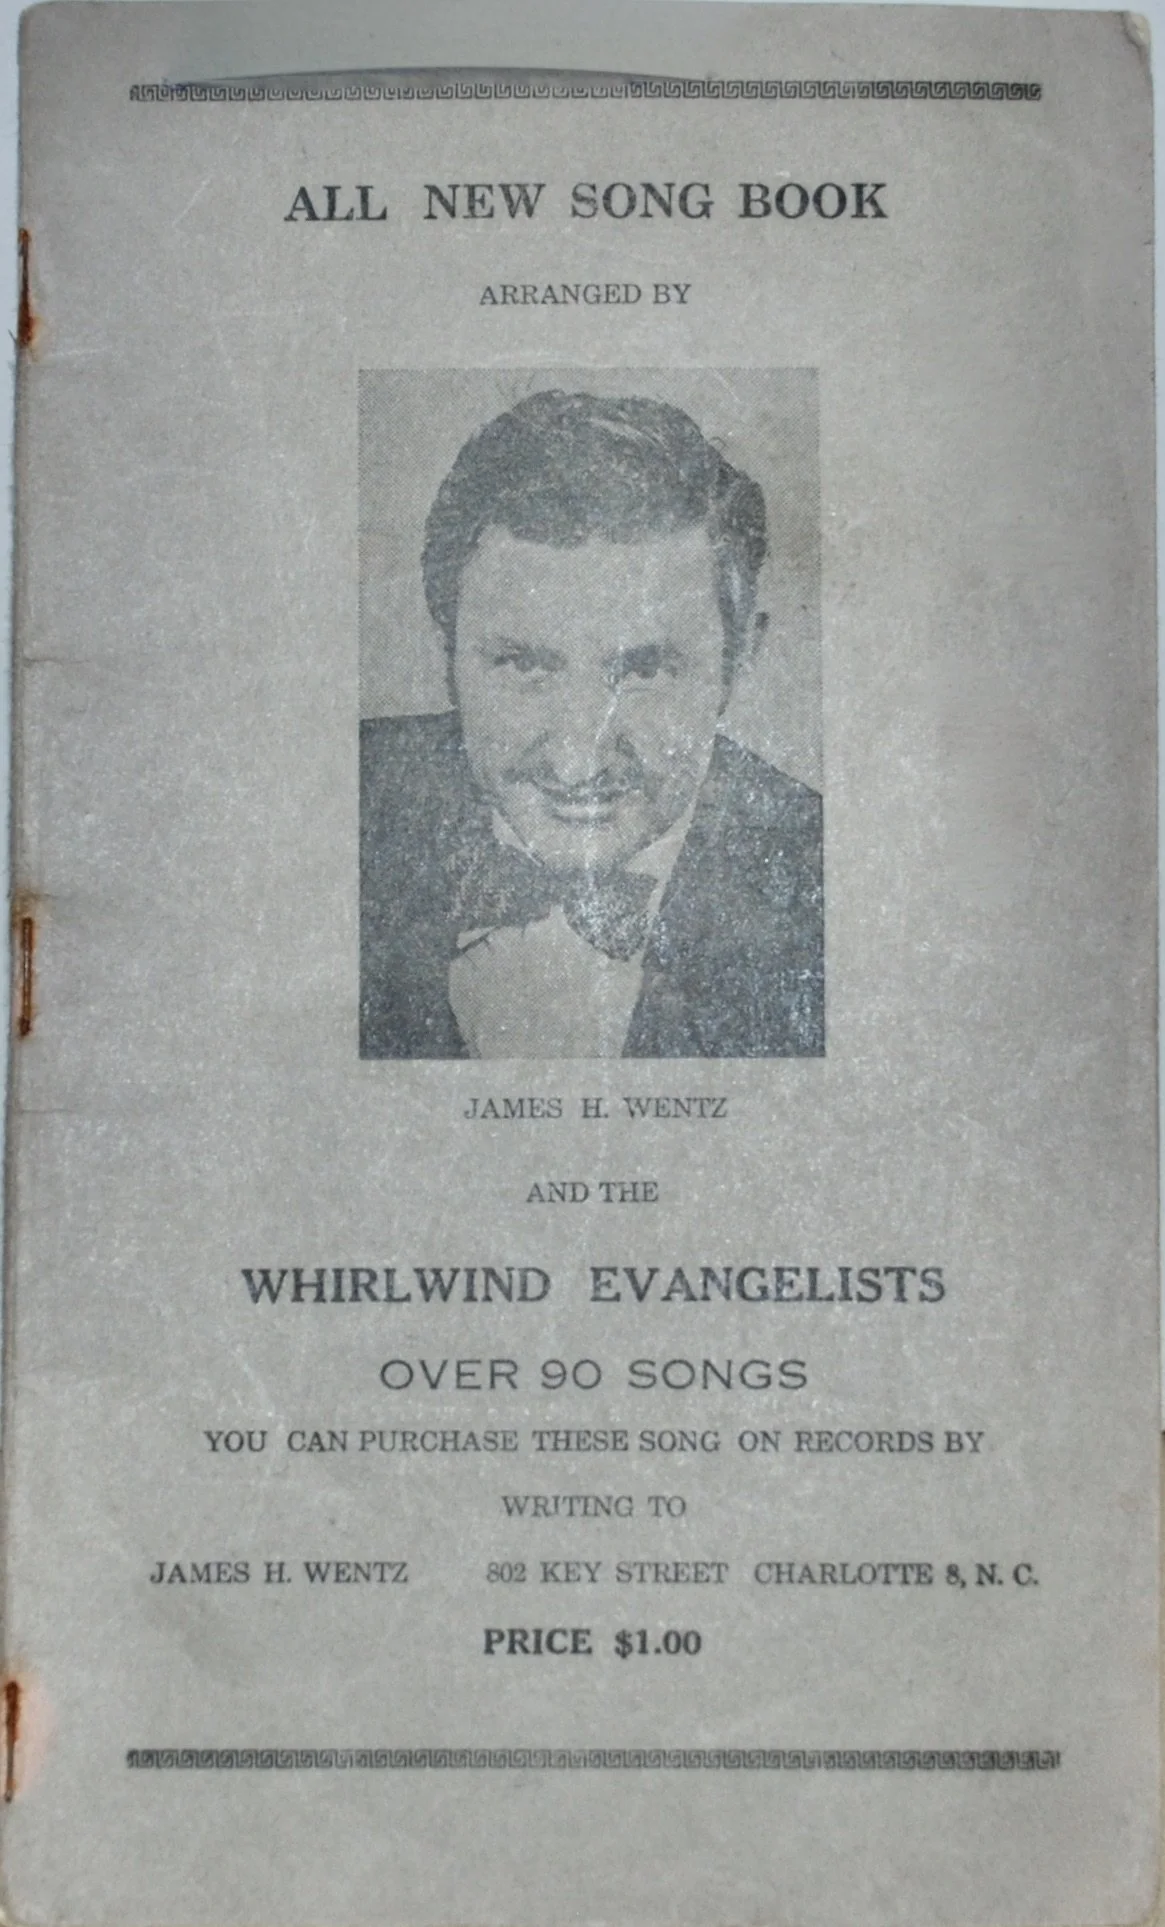 ALL NEW SONG BOOK
ARRANGED BY
JAMES H. WENTZ
AND THE
WHIRLWIND EVANGELISTS
OVER 90 SONGS
YOU CAN PURCHASE THESE SONG ON RECORDS BY
WRITING TO
JAMES H. WENTZ 802 KEY STREET CHARLOTTE 8, N. C.
PRICE $1.00